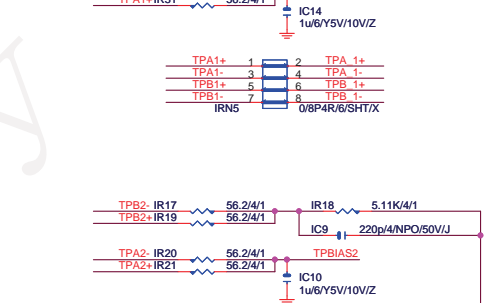 TPA1+ IR31 56.2/4/1
IC14
1u/6/Y5V/10V/Z
TPA1+ 1 2 TPA_1+
TPA1- 3 4 TPA_1-
TPB1+ 5 6 TPB_1+
TPB1- 7 8 TPB_1-
IRN5 0/8P4R/6/SHT/X
TPB2- IR17 56.2/4/1 IR18 5.11K/4/1
TPB2+ IR19 56.2/4/1
IC9 220p/4/NPO/50V/J
TPA2- IR20 56.2/4/1 TPBIAS2
TPA2+ IR21 56.2/4/1
IC10
1u/6/Y5V/10V/Z
y